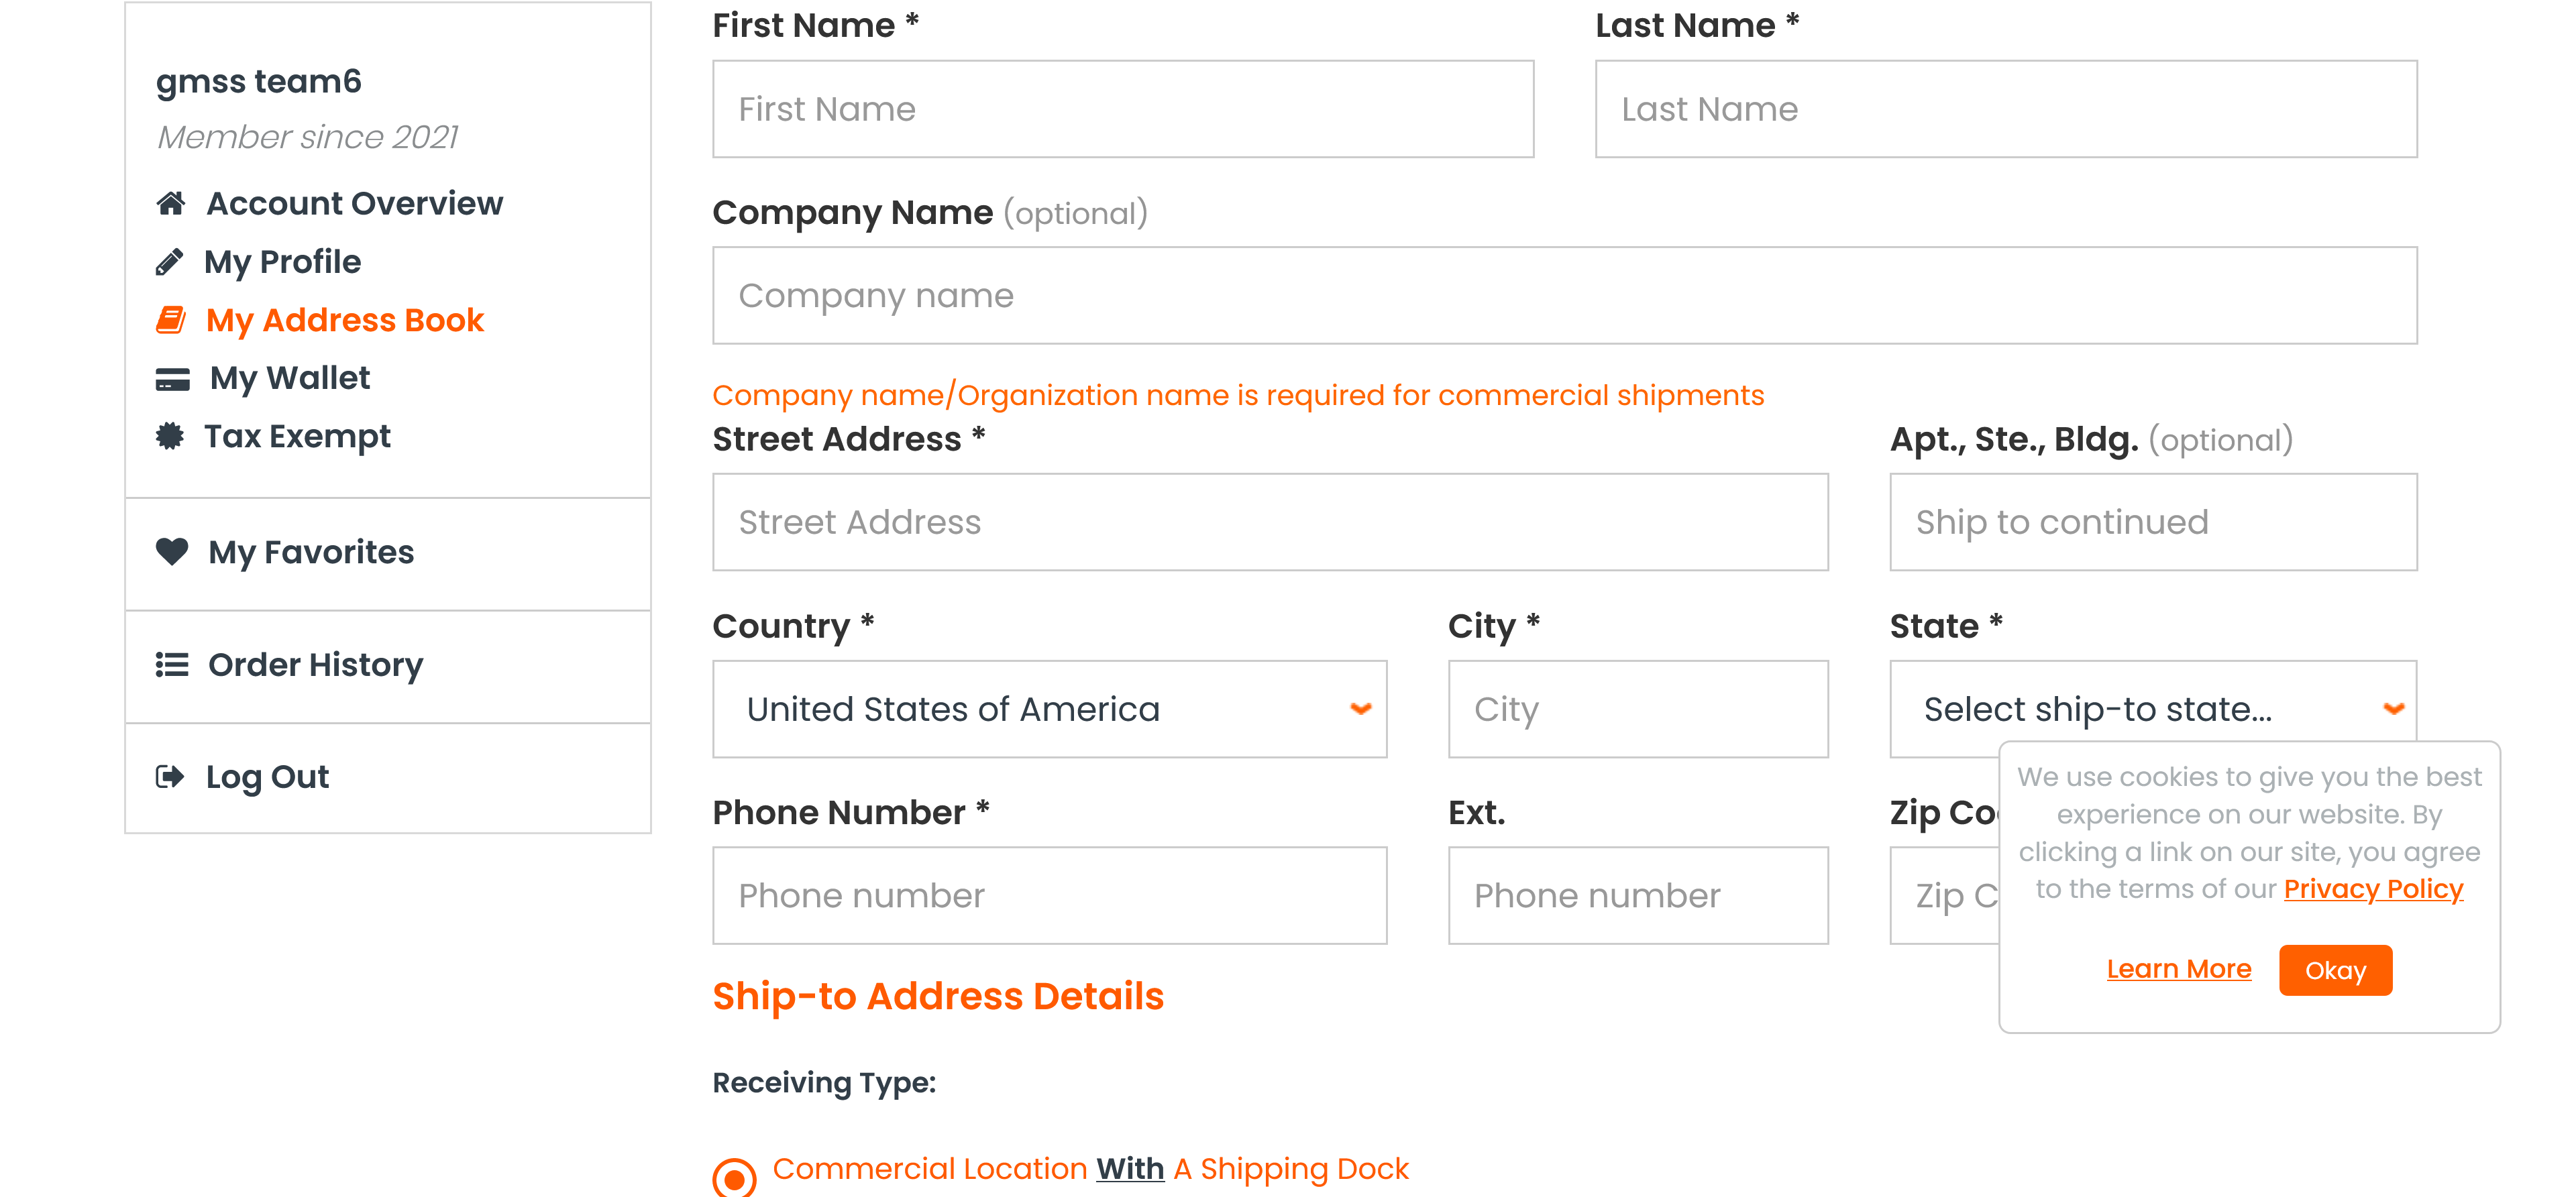 gmss team6
Member since 2021
Account Overview
My Profile
My Address Book
My Wallet
Tax Exempt
My Favorites
Order History
Log Out
First Name *
Last Name *
First Name
Last Name
Company Name (optional)
Company name
Company name/Organization name is required for commercial shipments
Street Address *
Apt., Ste., Bldg. (optional)
Street Address
Ship to continued
Country *
City *
State *
United States of America
City
Select ship-to state...
Phone Number *
Ext.
Zip
Phone number
Phone number
Zip
We use cookies to give you the best
experience on our website. By
clicking a link on our site, you agree
to the terms of our Privacy Policy
Learn More
Okay
Ship-to Address Details
Receiving Type:
Commercial Location With A Shipping Dock